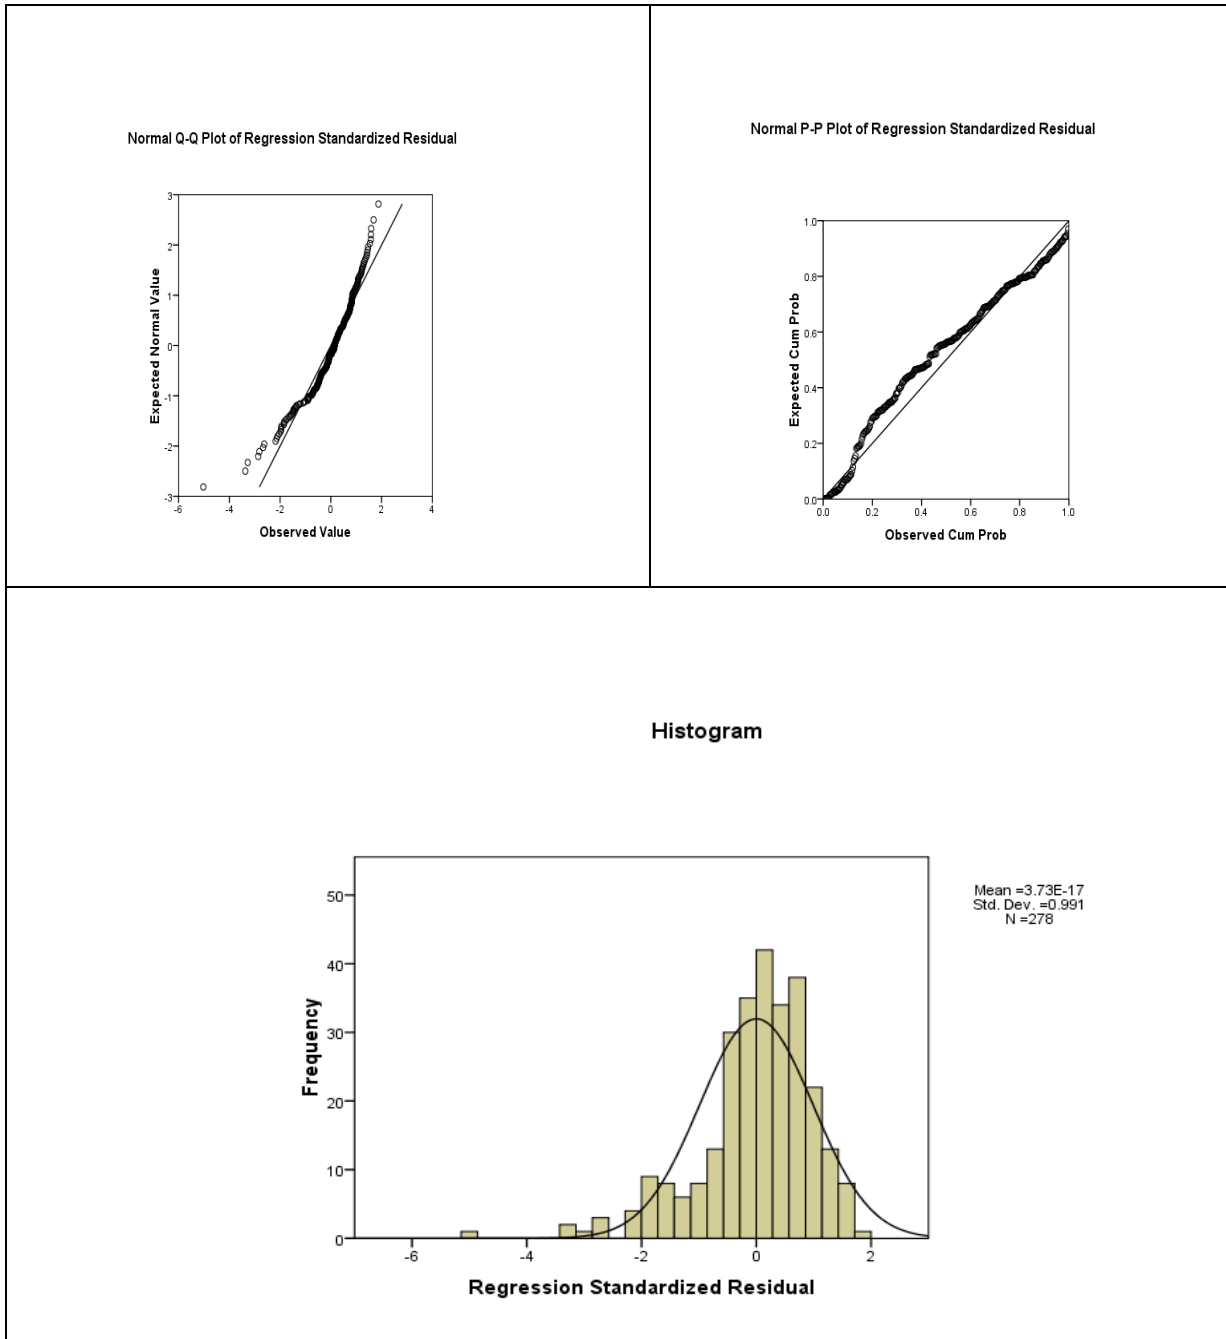 Normal Q-Q Plot of Regression Standardized Residual
3
2
1
0
-1
-2
-3
Expected Normal Value
-6 -4 -2 0 2 4
Observed Value
Normal P-P Plot of Regression Standardized Residual
1.0
0.8
0.6
0.4
0.2
0.0
Expected Cum Prob
0.0 0.2 0.4 0.6 0.8 1.0
Observed Cum Prob
Histogram
50
40
30
20
10
0
Frequency
-6 -4 -2 0 2
Regression Standardized Residual
Mean =3.73E-17
Std. Dev. =0.991
N =278